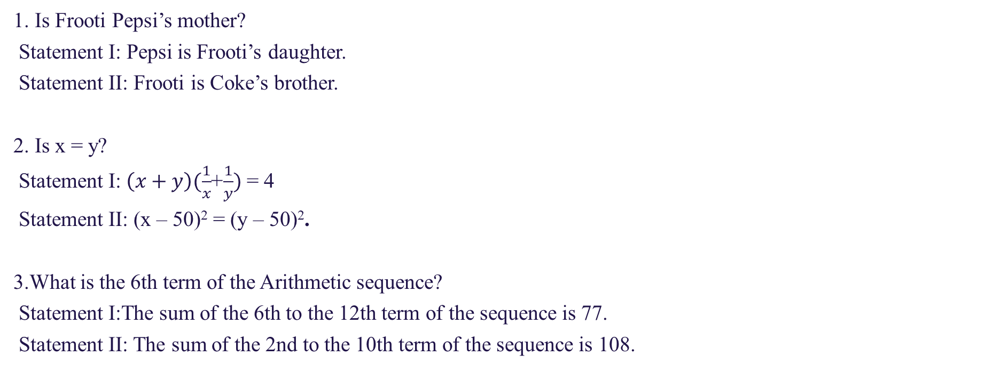 1. Is Frooti Pepsi’s mother?
Statement I: Pepsi is Frooti’s daughter.
Statement II: Frooti is Coke’s brother.
2. Is x = y?
Statement I: (x + y)(1/x+1/y) = 4
Statement II: (x – 50)² = (y – 50)².
3.What is the 6th term of the Arithmetic sequence?
Statement I:The sum of the 6th to the 12th term of the sequence is 77.
Statement II: The sum of the 2nd to the 10th term of the sequence is 108.